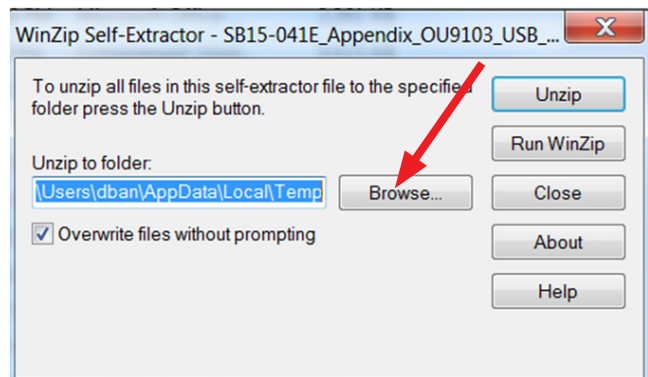 WinZip Self-Extractor - SB15-041E_Appendix_OU9103_USB_...
To unzip all files in this self-extractor file to the specified
folder press the Unzip button.
Unzip to folder:
\Users\dban\AppData\Local\Temp
Browse...
Overwrite files without prompting
Unzip
Run WinZip
Close
About
Help